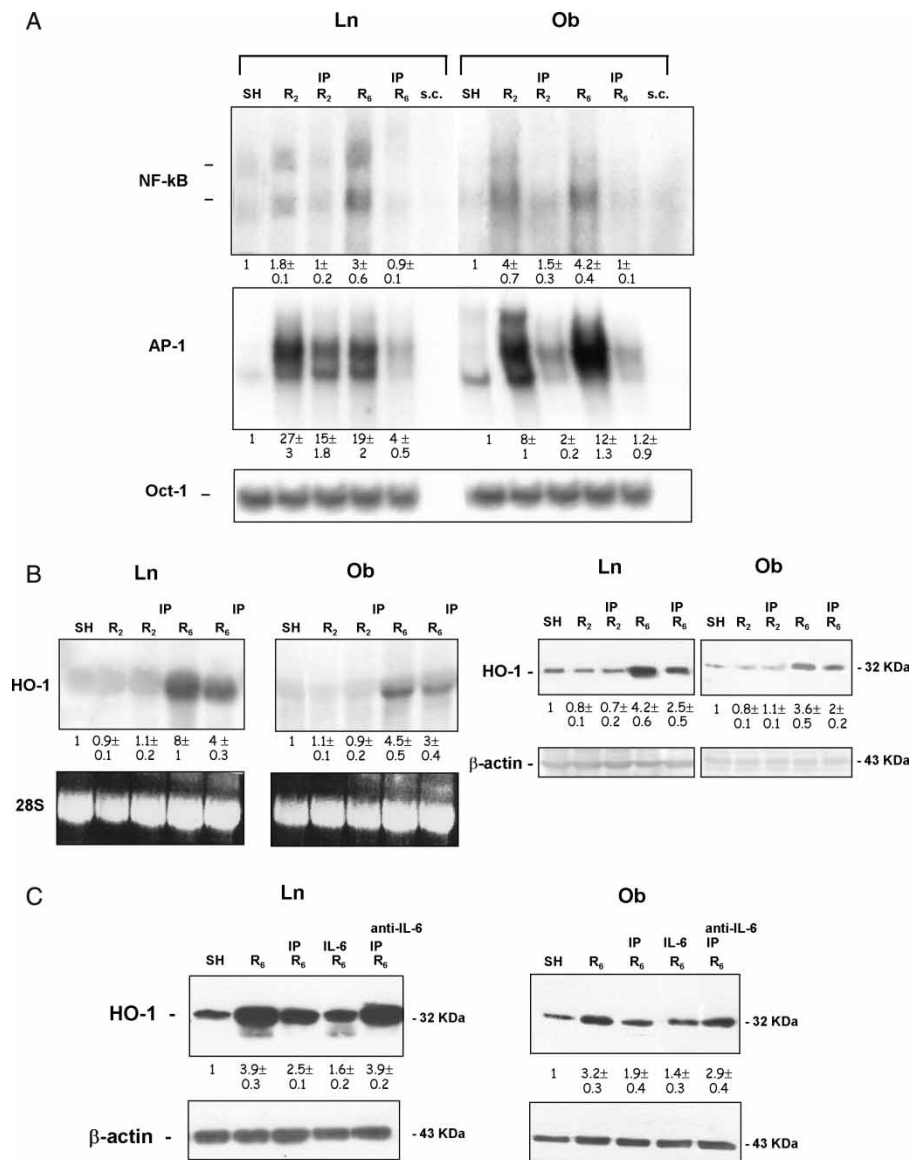 A
Ln Ob
IP IP IP IP
SH R2 R2 R6 R6 s.c. SH R2 R2 R6 R6 s.c.
NF-kB
1 1.8± 1± 3± 0.9± 1 4± 1.5± 4.2± 1±
0.1 0.2 0.6 0.1 0.7 0.3 0.4 0.1
AP-1
1 27± 15± 19± 4± 1 8± 2± 12± 1.2±
3 1.8 2 0.5 1 0.2 1.3 0.9
Oct-1
B
Ln Ob Ln Ob
IP IP IP IP IP IP IP IP
SH R2 R2 R6 R6 SH R2 R2 R6 R6 SH R2 R2 R6 R6 SH R2 R2 R6 R6
HO-1 HO-1 - 32 KDa
1 0.9± 1.1± 8± 4± 1 1.1± 0.9± 4.5± 3± 1 0.8± 0.7± 4.2± 2.5± 1 0.8± 1.1± 3.6± 2±
0.1 0.2 1 0.3 0.1 0.2 0.5 0.4 0.1 0.2 0.6 0.5 0.1 0.1 0.5 0.2
28S β-actin - 43 KDa
C
Ln Ob
anti-IL-6 anti-IL-6
IP IL-6 IP IP IL-6 IP
SH R6 R6 R6 R6 SH R6 R6 R6 R6
HO-1 - 32 KDa - 32 KDa
1 3.9± 2.5± 1.6± 3.9± 1 3.2± 1.9± 1.4± 2.9±
0.3 0.1 0.2 0.2 0.3 0.4 0.3 0.4
β-actin - 43 KDa - 43 KDa